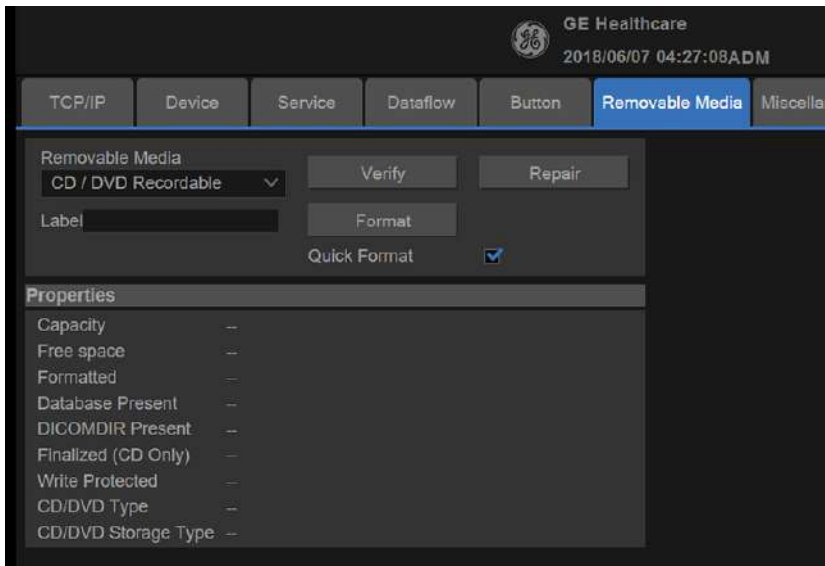 GE Healthcare
2018/06/07 04:27:08ADM
TCP/IP Device Service Dataflow Button Removable Media Miscella
Removable Media
CD / DVD Recordable Verify Repair
Label Format
Quick Format
Properties
Capacity --
Free space --
Formatted --
Database Present --
DICOMDIR Present --
Finalized (CD Only) --
Write Protected --
CD/DVD Type --
CD/DVD Storage Type --